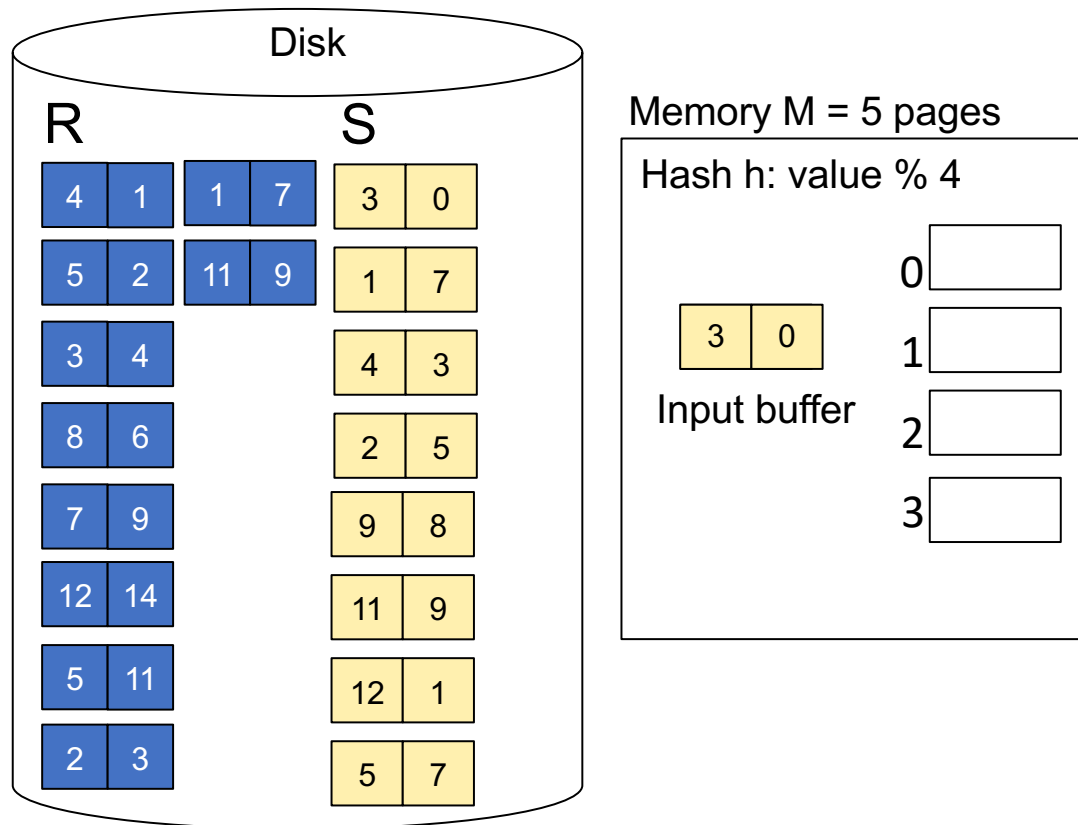 Disk
R S
4 1 1 7 3 0
5 2 11 9 1 7
3 4 4 3
8 6 2 5
7 9 9 8
12 14 11 9
5 11 12 1
2 3 5 7
Memory M = 5 pages
Hash h: value % 4
3 0
Input buffer
0
1
2
3